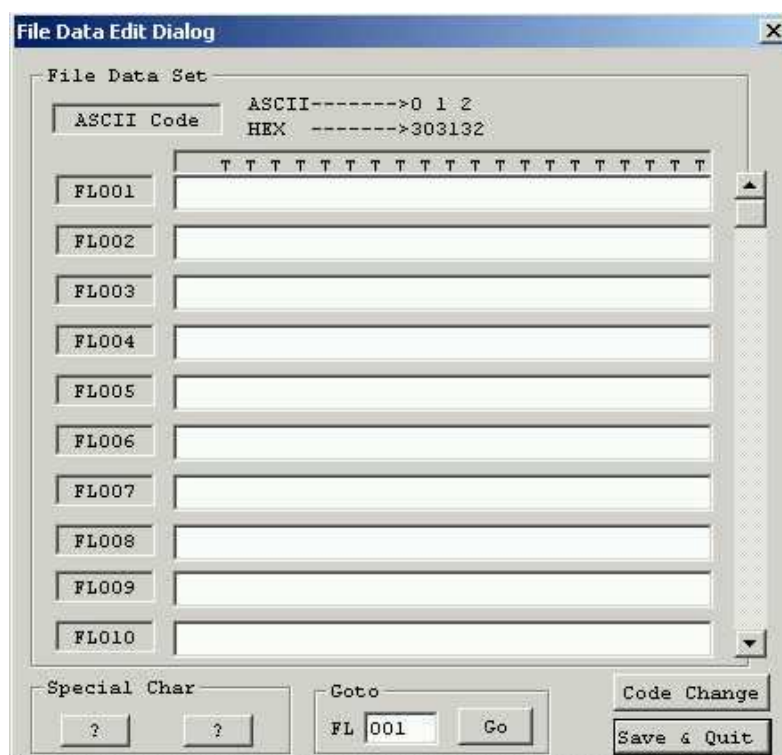 File Data Edit Dialog
File Data Set
ASCII Code
ASCII------->0 1 2
HEX ------->303132
T T T T T T T T T T T T T T T T T T T T
FL001
FL002
FL003
FL004
FL005
FL006
FL007
FL008
FL009
FL010
Special Char
? ?
Goto
FL 001 Go
Code Change
Save & Quit